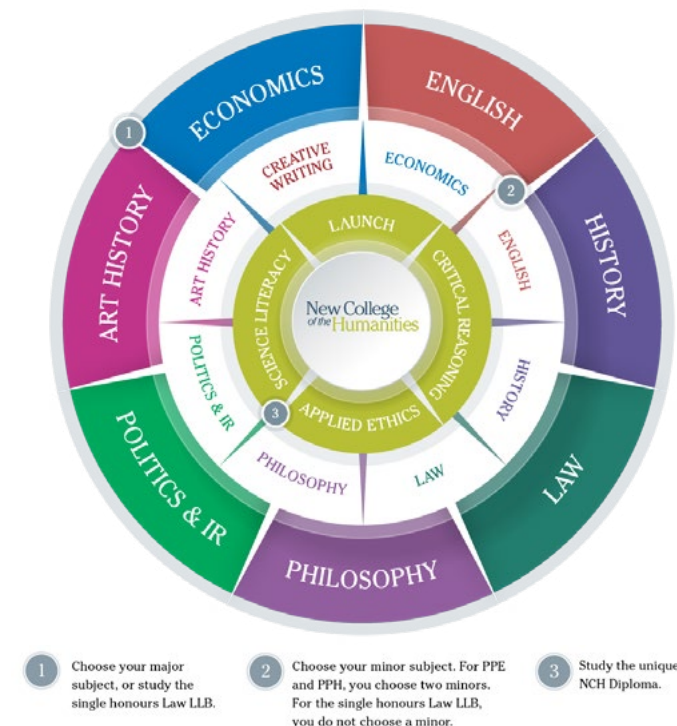 ECONOMICS
ENGLISH
HISTORY
LAW
PHILOSOPHY
POLITICS & IR
ART HISTORY
1
CREATIVE
WRITING
ECONOMICS
2
ENGLISH
HISTORY
LAW
PHILOSOPHY
POLITICS & IR
ART HISTORY
LAUNCH
CRITICAL REASONING
APPLIED ETHICS
3
SCIENCE LITERACY
New College
of the Humanities
1
Choose your major
subject, or study the
single honours Law LLB.
2
Choose your minor subject. For PPE
and PPH, you choose two minors.
For the single honours Law LLB,
you do not choose a minor.
3
Study the unique
NCH Diploma.